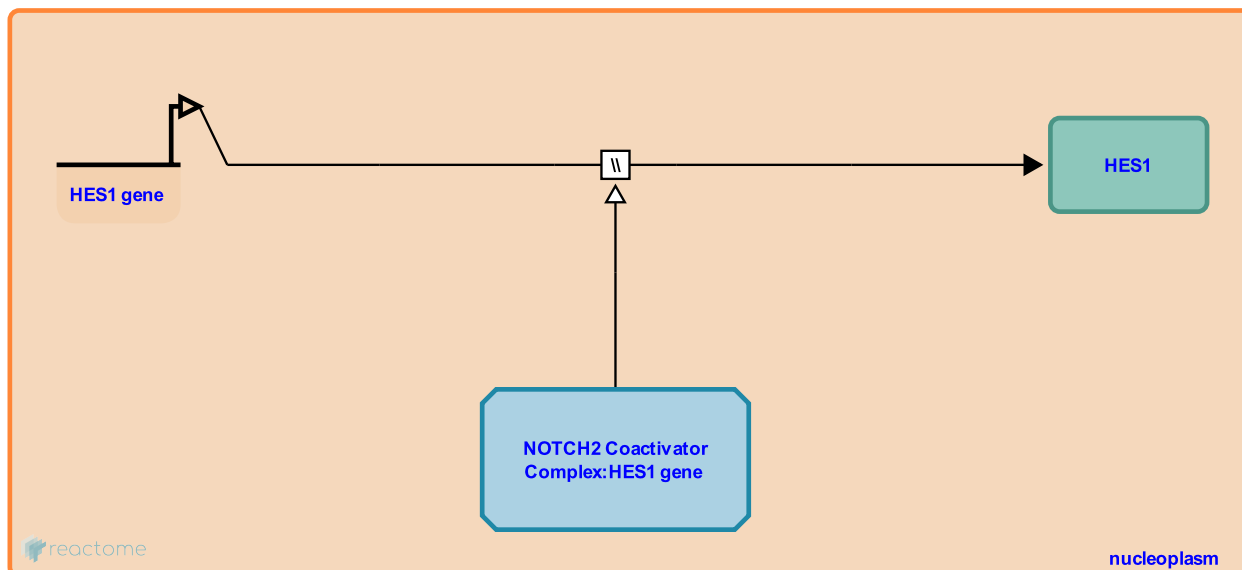 HES1 gene
\\
HES1
NOTCH2 Coactivator
Complex:HES1 gene
reactome
nucleoplasm